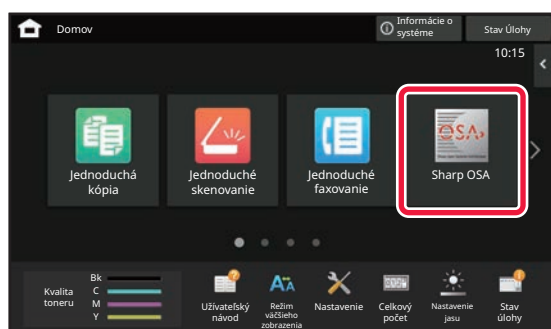 Domov
Informácie o
systéme
Stav Úlohy
10:15
OSA
Jednoduchá
kópia
Jednoduché
skenovanie
Jednoduché
faxovanie
Sharp OSA
Kvalita
toneru
Bk
C
M
Y
Užívateľský
návod
Režim
väčšieho
zobrazenia
Nastavenie
Celkový
počet
Nastavenie
jasu
Stav
úlohy